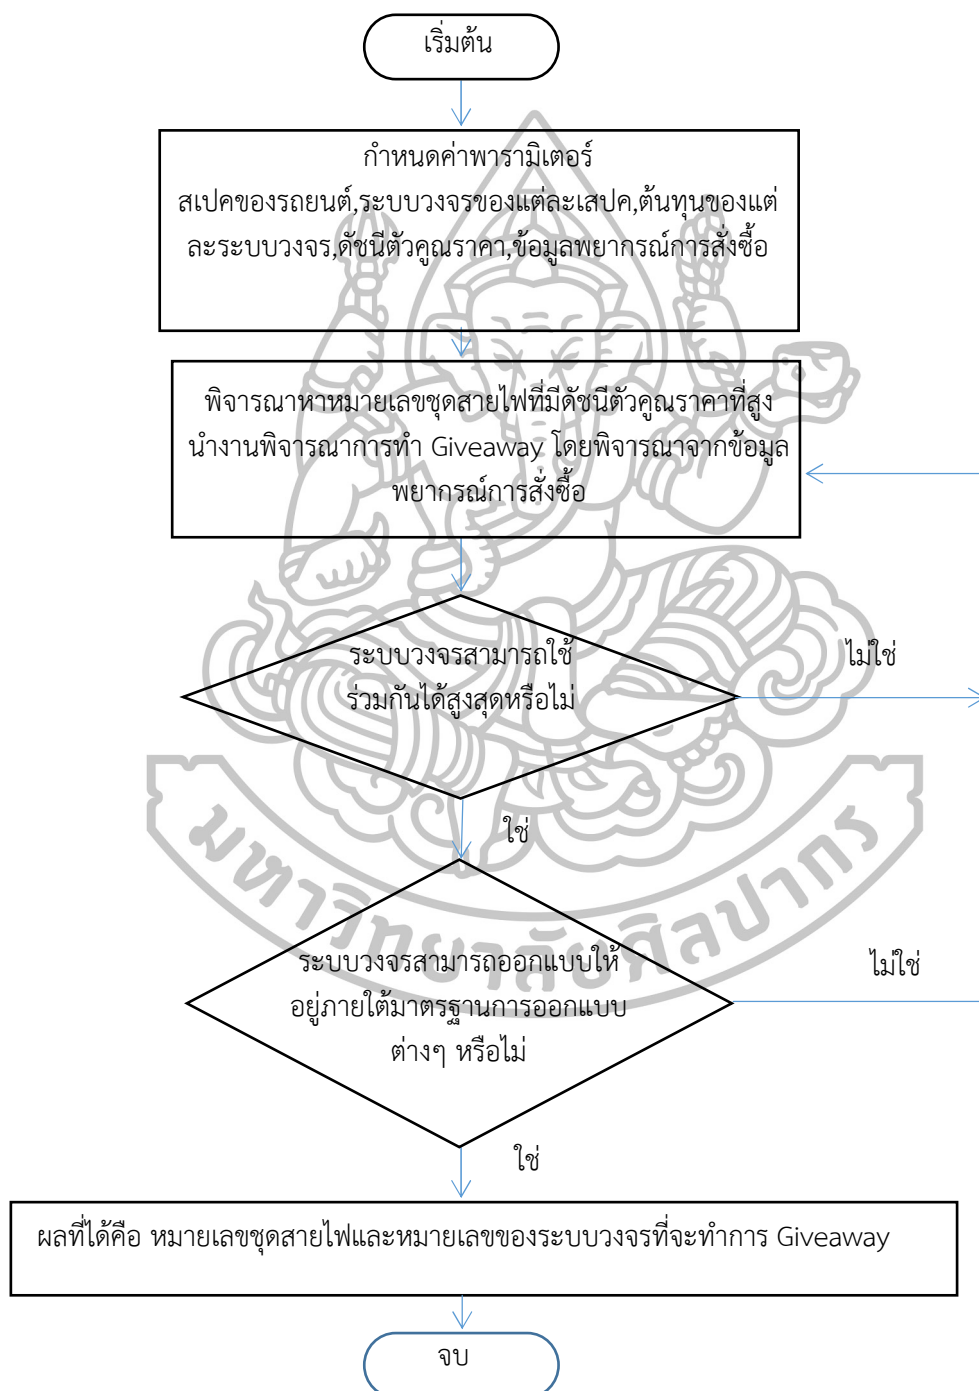 เริ่มต้น
กำหนดค่าพารามิเตอร์
สเปคของรถยนต์,ระบบวงจรของแต่ละเสปค,ต้นทุนของแต่
ละระบบวงจร,ดัชนีตัวคูณราคา,ข้อมูลพยากรณ์การสั่งซื้อ
พิจารณาหาหมายเลขชุดสายไฟที่มีดัชนีตัวคูณราคาที่สูง
นำงานพิจารณาการทำ Giveaway โดยพิจารณาจากข้อมูล
พยากรณ์การสั่งซื้อ
ระบบวงจรสามารถใช้
ร่วมกันได้สูงสุดหรือไม่
ไม่ใช่
ใช่
ระบบวงจรสามารถออกแบบให้
อยู่ภายใต้มาตรฐานการออกแบบ
ต่างๆ หรือไม่
ไม่ใช่
ใช่
ผลที่ได้คือ หมายเลขชุดสายไฟและหมายเลขของระบบวงจรที่จะทำการ Giveaway
จบ
มหาวิทยาลัยศิลปากร